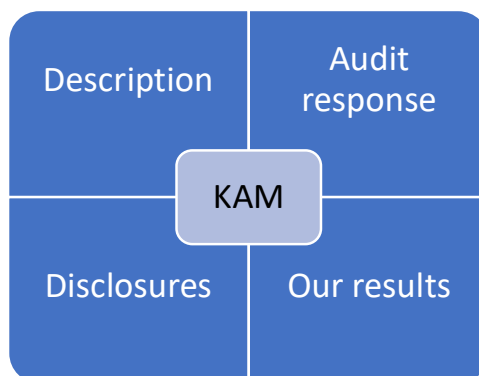 Description
Audit
response
KAM
Disclosures
Our results